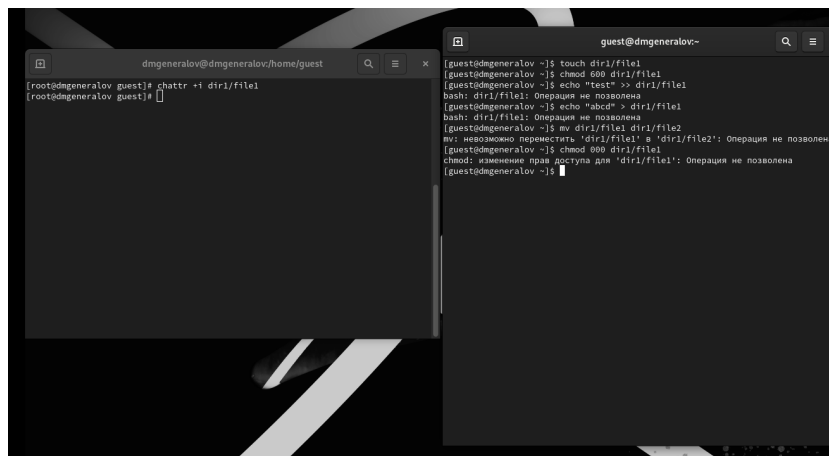 dmgeneralov@dmgeneralov:/home/guest
[root@dmgeneralov guest]# chattr +i dir1/file1
[root@dmgeneralov guest]#
guest@dmgeneralov:~
[guest@dmgeneralov ~]$ touch dir1/file1
[guest@dmgeneralov ~]$ chmod 600 dir1/file1
[guest@dmgeneralov ~]$ echo "test" >> dir1/file1
bash: dir1/file1: Операция не позволена
[guest@dmgeneralov ~]$ echo "abcd" > dir1/file1
bash: dir1/file1: Операция не позволена
[guest@dmgeneralov ~]$ mv dir1/file1 dir1/file2
mv: невозможно переместить 'dir1/file1' в 'dir1/file2': Операция не позволен
[guest@dmgeneralov ~]$ chmod 000 dir1/file1
chmod: изменение прав доступа для 'dir1/file1': Операция не позволена
[guest@dmgeneralov ~]$